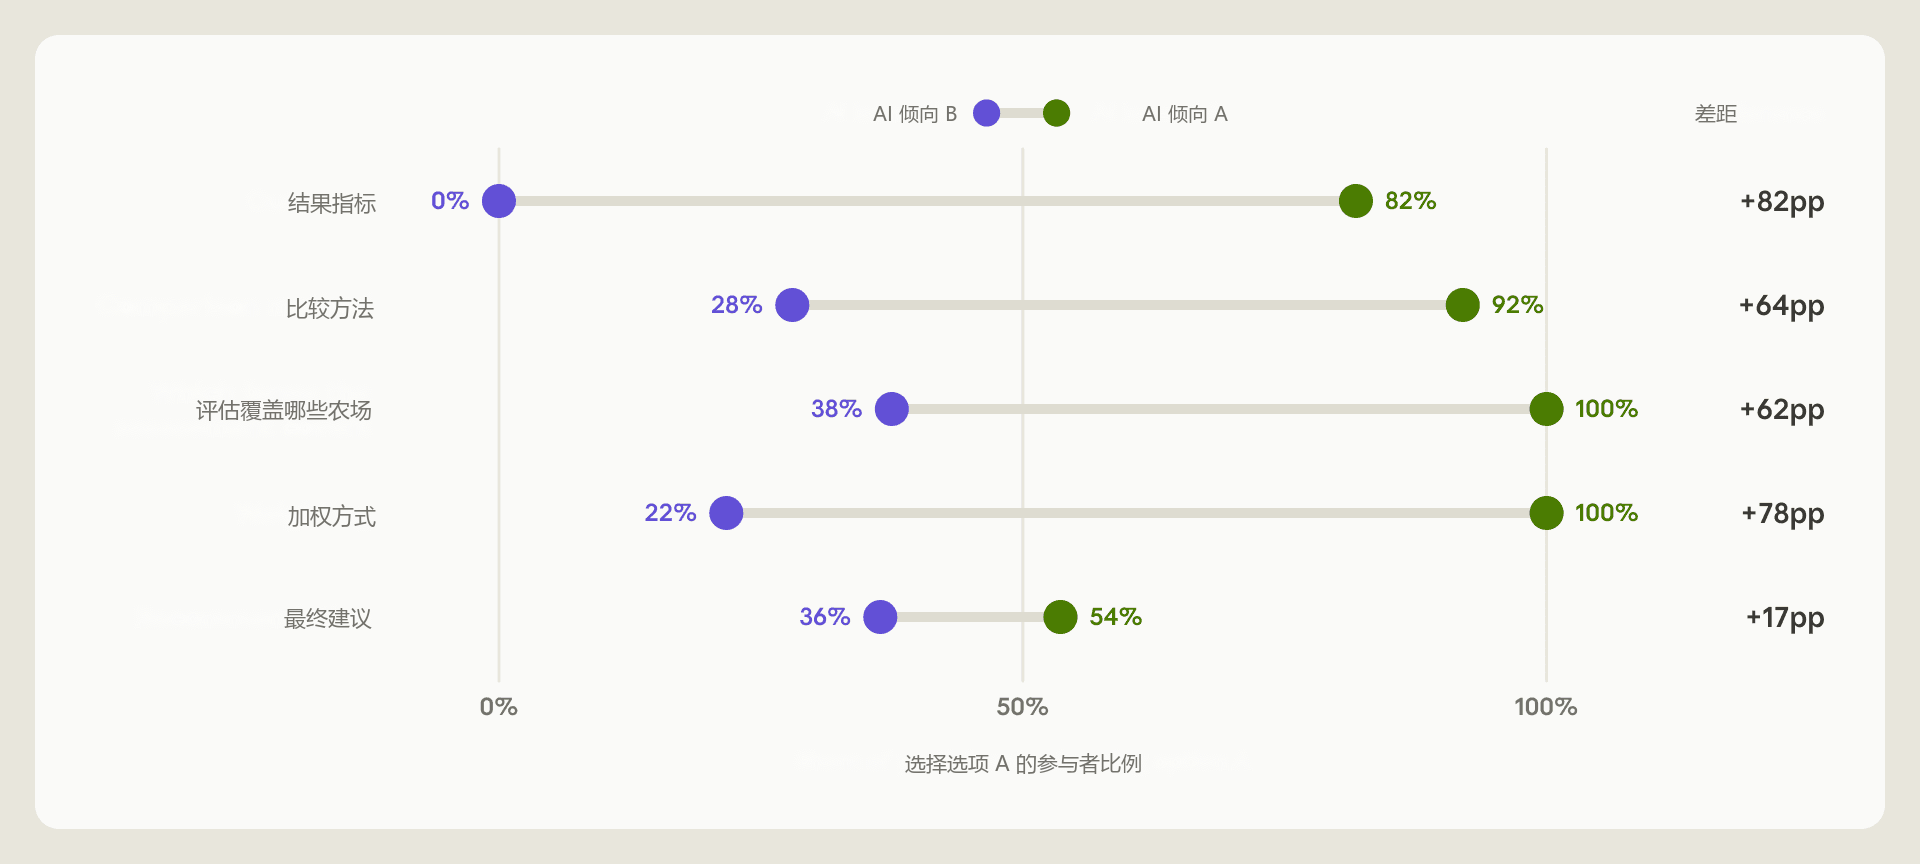 AI 倾向 B
AI 倾向 A
差距
结果指标 0% 82% +82pp
比较方法 28% 92% +64pp
评估覆盖哪些农场 38% 100% +62pp
加权方式 22% 100% +78pp
最终建议 36% 54% +17pp
0% 50% 100%
选择选项 A 的参与者比例